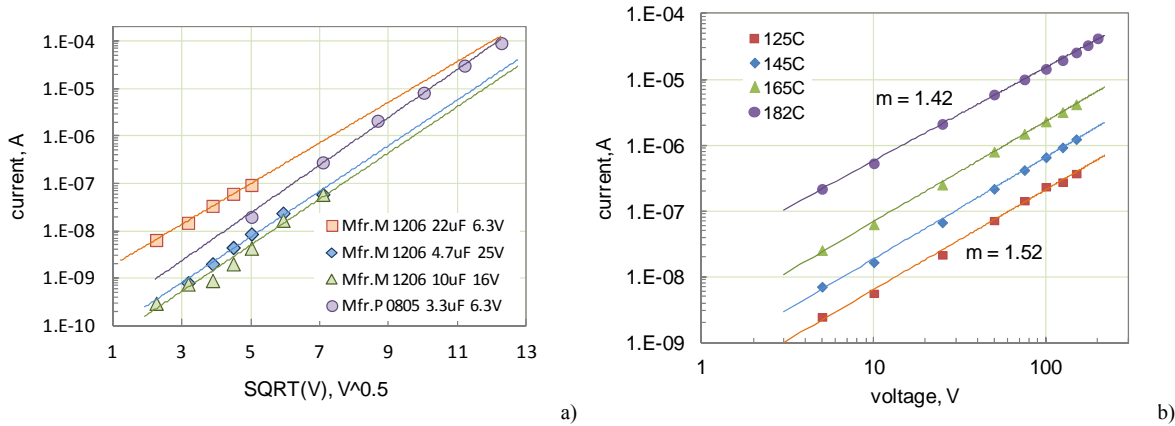 1.E-04
1.E-05
1.E-06
1.E-07
1.E-08
1.E-09
1.E-10
current, A
Mfr.M 1206 22uF 6.3V
Mfr.M 1206 4.7uF 25V
Mfr.M 1206 10uF 16V
Mfr.P 0805 3.3uF 6.3V
1 3 5 7 9 11 13
SQRT(V), V^0.5
a)
1.E-04
1.E-05
1.E-06
1.E-07
1.E-08
1.E-09
current,A
125C
145C
165C
182C
m = 1.42
m = 1.52
1 10 100
voltage, V
b)